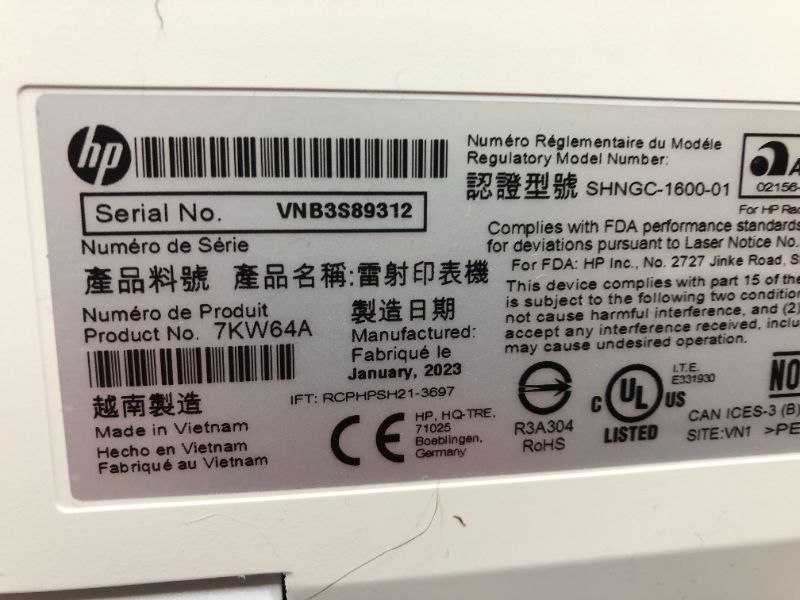 hp
Numéro Réglementaire du Modéle
Regulatory Model Number:
認證型號 SHNGC-1600-01
02156-
For HP
Serial No. VNB3S89312
Numéro de Série
Complies with FDA performance standards
for deviations pursuant to Laser Notice No.
For FDA: HP Inc., No. 2727 Jinke Road,
產品料號 產品名稱:雷射印表機
This device complies with part 15 of the
is subject to the following two
not cause harmful interference, and (2)
accept any interference received,
may cause undesired operation.
Numéro de Produit
Product No. 7KW64A
製造日期
Manufactured:
Fabriqué le
January, 2023
IFT: RCPHPSH21-3697
越南製造
Made in Vietnam
Hecho en Vietnam
Fabriqué au Vietnam
CE
HP, HQ-TRE,
71025
Boeblingen,
Germany
R3A304
RoHS
C UL US
LISTED
I.T.E.
E331930
CAN ICES-3 (B)
SITE:VN1